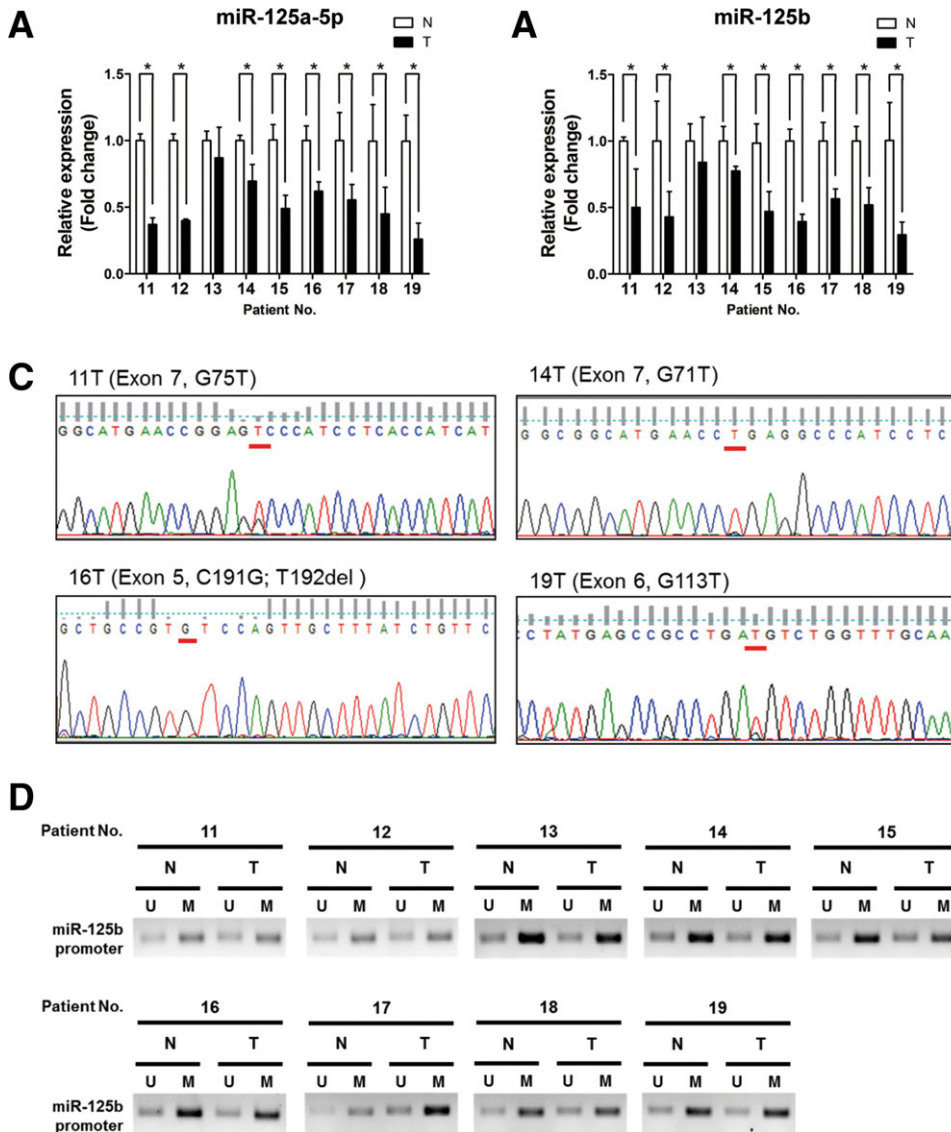 A
miR-125a-5p
N
T
Relative expression
(Fold change)
1.5
1.0
0.5
0.0
* * * * * * * *
11 12 13 14 15 16 17 18 19
Patient No.
A
miR-125b
N
T
Relative expression
(Fold change)
1.5
1.0
0.5
0.0
* * * * * * * *
11 12 13 14 15 16 17 18 19
Patient No.
C
11T (Exon 7, G75T)
GGCATGAACCGGAGTCCCATCCTCACCATCAT
14T (Exon 7, G71T)
GGCGGCATGAACCTGAGGCCCATCCTC
16T (Exon 5, C191G; T192del )
GCTGCCGTGTCCAGTTGCTTTATCTGTTC
19T (Exon 6, G113T)
CCTATGAGCCGCCTGATGTCTGGTTTGCAA
D
Patient No. 11 12 13 14 15
N T N T N T N T N T
U M U M U M U M U M U M U M U M U M U M
miR-125b
promoter
Patient No. 16 17 18 19
N T N T N T N T
U M U M U M U M U M U M U M U M
miR-125b
promoter